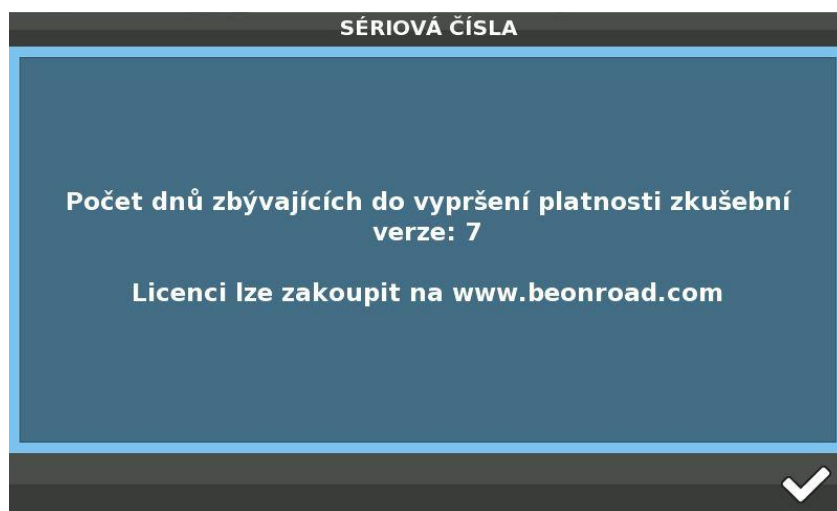 SÉRIOVÁ ČÍSLA
Počet dnů zbývajících do vypršení platnosti zkušební
verze: 7
Licenci lze zakoupit na www.beonroad.com